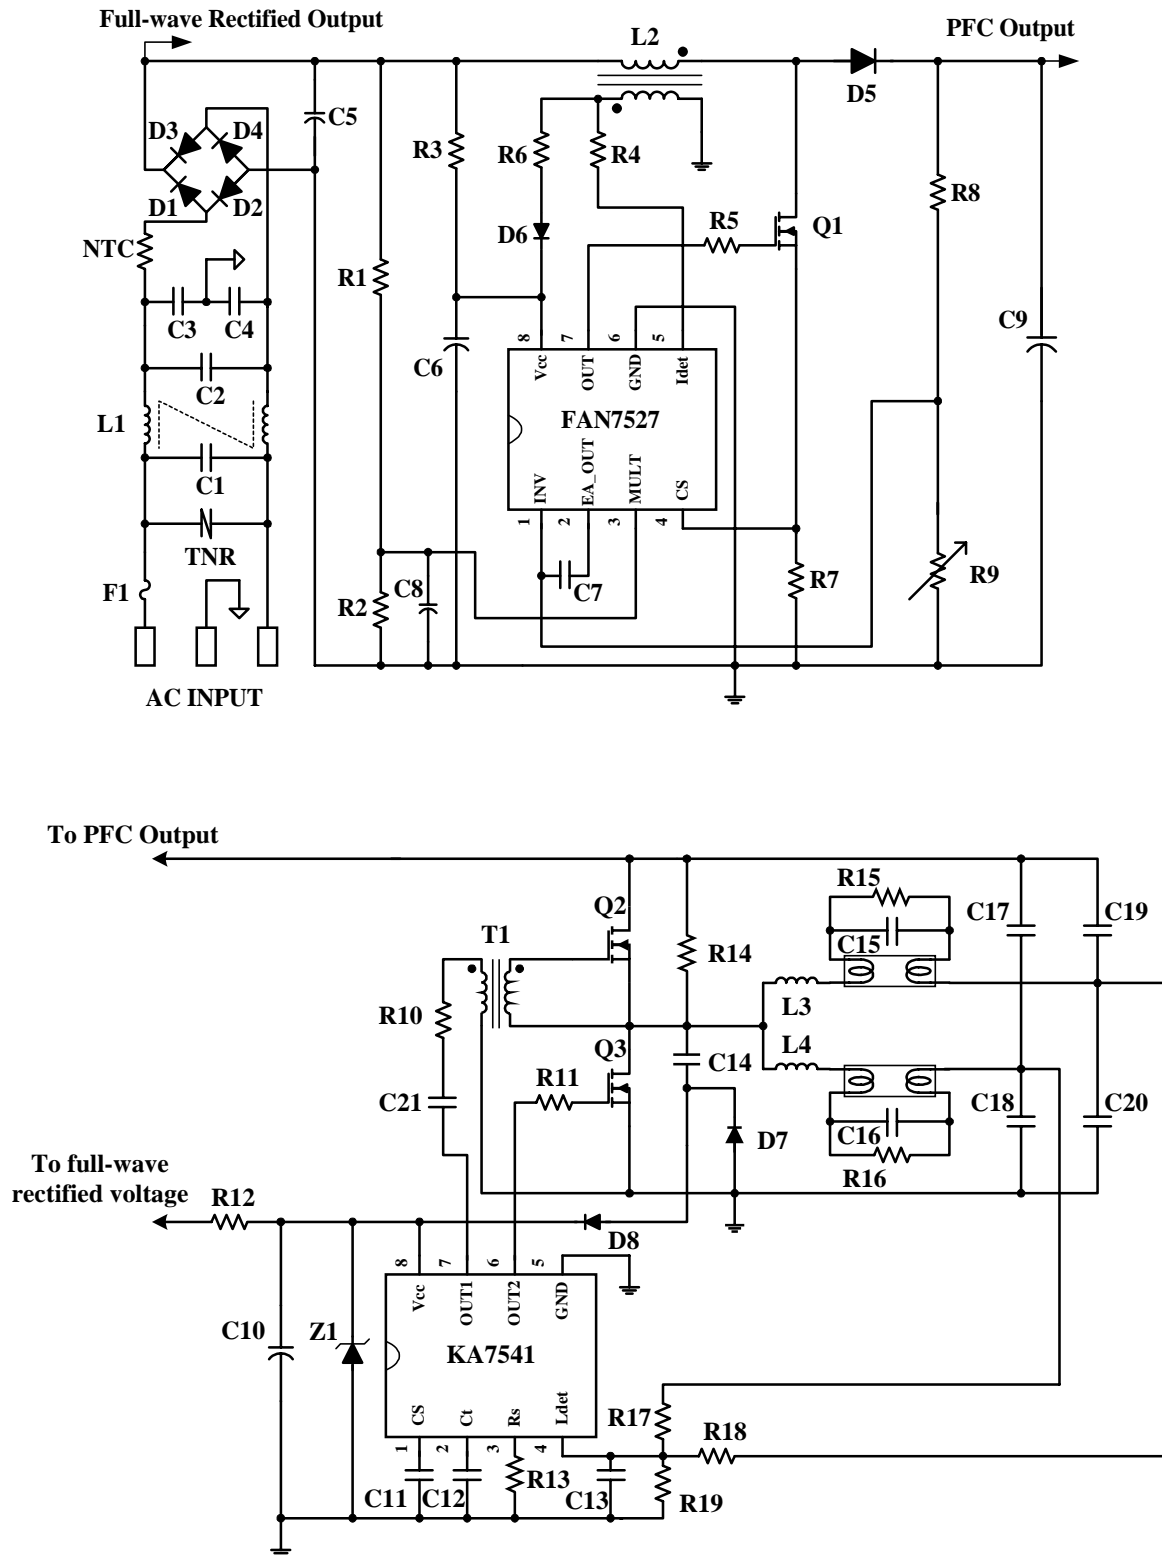 Full-wave Rectified Output
PFC Output
L2
D5
C5
D3
D4
D1
D2
R3
R6
R4
R8
R5
Q1
D6
NTC
R1
C3
C4
C6
C9
8
7
6
5
Vcc
OUT
GND
Idet
C2
L1
FAN7527
C1
INV
EA_OUT
MULT
CS
1
2
3
4
TNR
F1
R2
C8
C7
R7
R9
AC INPUT
To PFC Output
R15
Q2
C17
C19
T1
C15
R14
R10
L3
Q3
L4
C14
R11
C21
C16
C18
C20
D7
R16
To full-wave
rectified voltage
R12
D8
8
7
6
5
Vcc
OUT1
OUT2
GND
C10
Z1
KA7541
CS
Ct
Rs
Ldet
1
2
3
4
R17
R18
R13
C11
C12
C13
R19